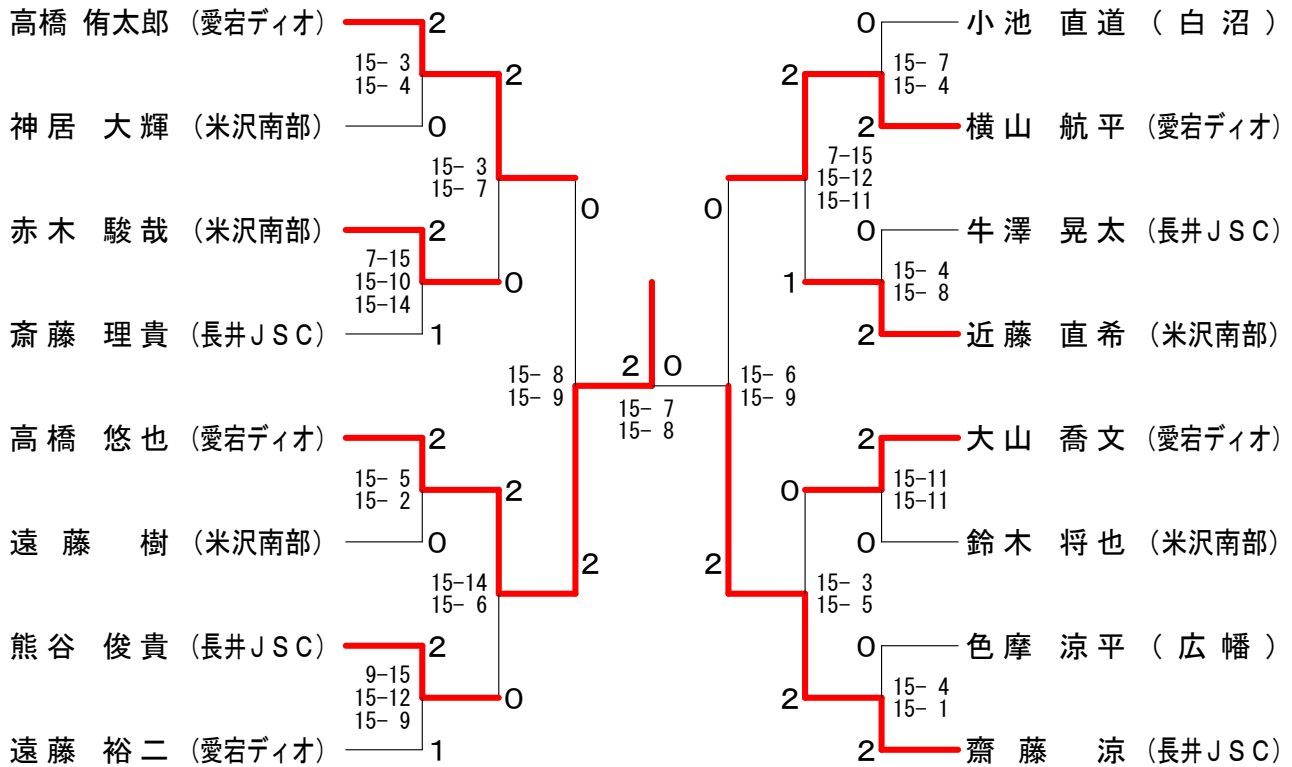 高橋 侑太郎 (愛宕ディオ) 2
15- 3
15- 4
2
神居 大輝 (米沢南部) 0
15- 3
15- 7
0
赤木 駿哉 (米沢南部) 2
7-15
15-10
15-14
0
斎藤 理貴 (長井JSC) 1
15- 8
15- 9
高橋 悠也 (愛宕ディオ) 2
15- 5
15- 2
2
遠藤 樹 (米沢南部) 0
15-14
15- 6
2
熊谷 俊貴 (長井JSC) 2
9-15
15-12
15- 9
0
遠藤 裕二 (愛宕ディオ) 1
2 0
15- 7
15- 8
0 小池 直道 (白沼)
2
15- 7
15- 4
2 横山 航平 (愛宕ディオ)
0
7-15
15-12
15-11
0 牛澤 晃太 (長井JSC)
1
15- 4
15- 8
2 近藤 直希 (米沢南部)
15- 6
15- 9
2 大山 喬文 (愛宕ディオ)
0
15-11
15-11
0 鈴木 将也 (米沢南部)
2
15- 3
15- 5
0 色摩 涼平 (広幡)
2
15- 4
15- 1
2 齋藤 涼 (長井JSC)